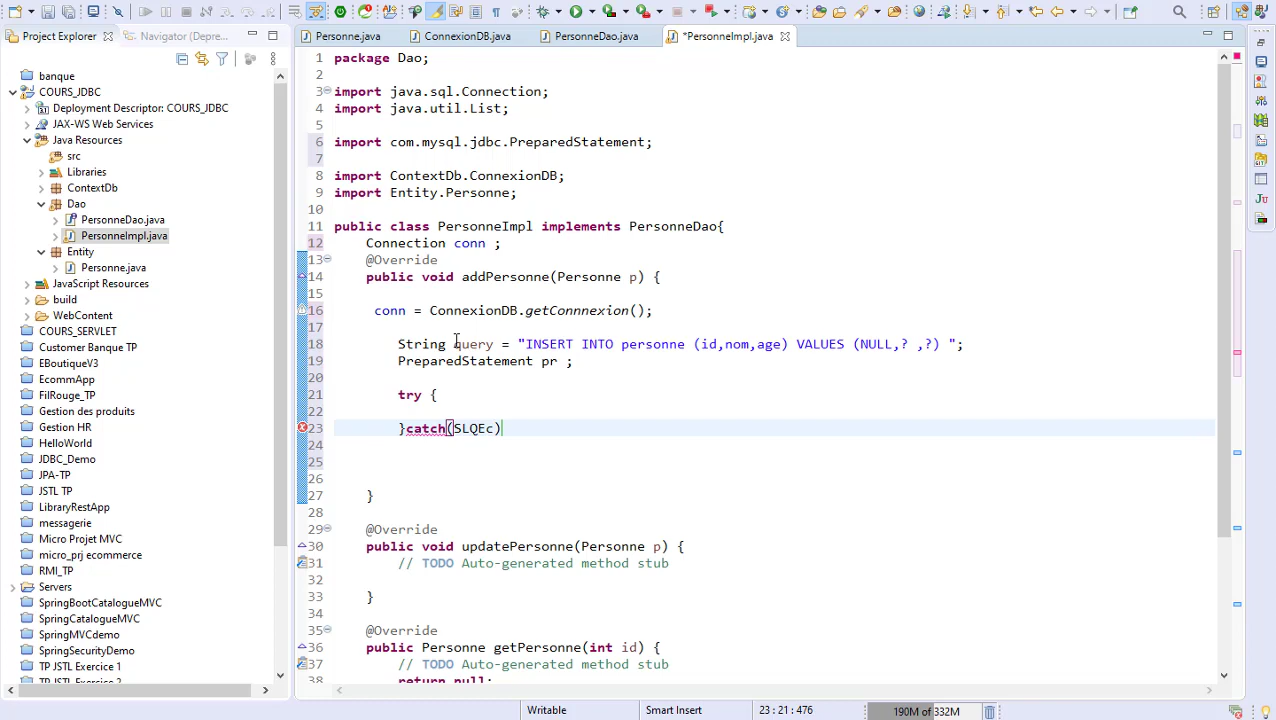 Project Explorer
Navigator (Depre...
Personne.java
ConnexionDB.java
PersonneDao.java
*PersonneImpl.java
banque
COURS_JDBC
Deployment Descriptor: COURS_JDBC
JAX-WS Web Services
Java Resources
src
Libraries
ContextDb
Dao
PersonneDao.java
PersonneImpl.java
Entity
Personne.java
JavaScript Resources
build
WebContent
COURS_SERVLET
Customer Banque TP
EBoutiqueV3
EcommApp
FilRouge_TP
Gestion des produits
Gestion HR
HelloWorld
JDBC_Demo
JPA-TP
JSTL TP
LibraryRestApp
messagerie
Micro Projet MVC
micro_prj ecommerce
RMI_TP
Servers
SpringBootCatalogueMVC
SpringCatalogueMVC
SpringMVCdemo
SpringSecurityDemo
TP JSTL Exercice 1
TP JSTL Exercice 2
1 package Dao;
2
3 import java.sql.Connection;
4 import java.util.List;
5
6 import com.mysql.jdbc.PreparedStatement;
7
8 import ContextDb.ConnexionDB;
9 import Entity.Personne;
10
11 public class PersonneImpl implements PersonneDao{
12 Connection conn ;
13 @Override
14 public void addPersonne(Personne p) {
15
16 conn = ConnexionDB.getConnnexion();
17
18 String query = "INSERT INTO personne (id,nom,age) VALUES (NULL,? ,?) ";
19 PreparedStatement pr ;
20
21 try {
22
23 }catch(SLQEc)
24
25
26
27 }
28
29 @Override
30 public void updatePersonne(Personne p) {
31 // TODO Auto-generated method stub
32
33 }
34
35 @Override
36 public Personne getPersonne(int id) {
37 // TODO Auto-generated method stub
38 return null;
Writable
Smart Insert
23 : 21 : 476
190M of 332M